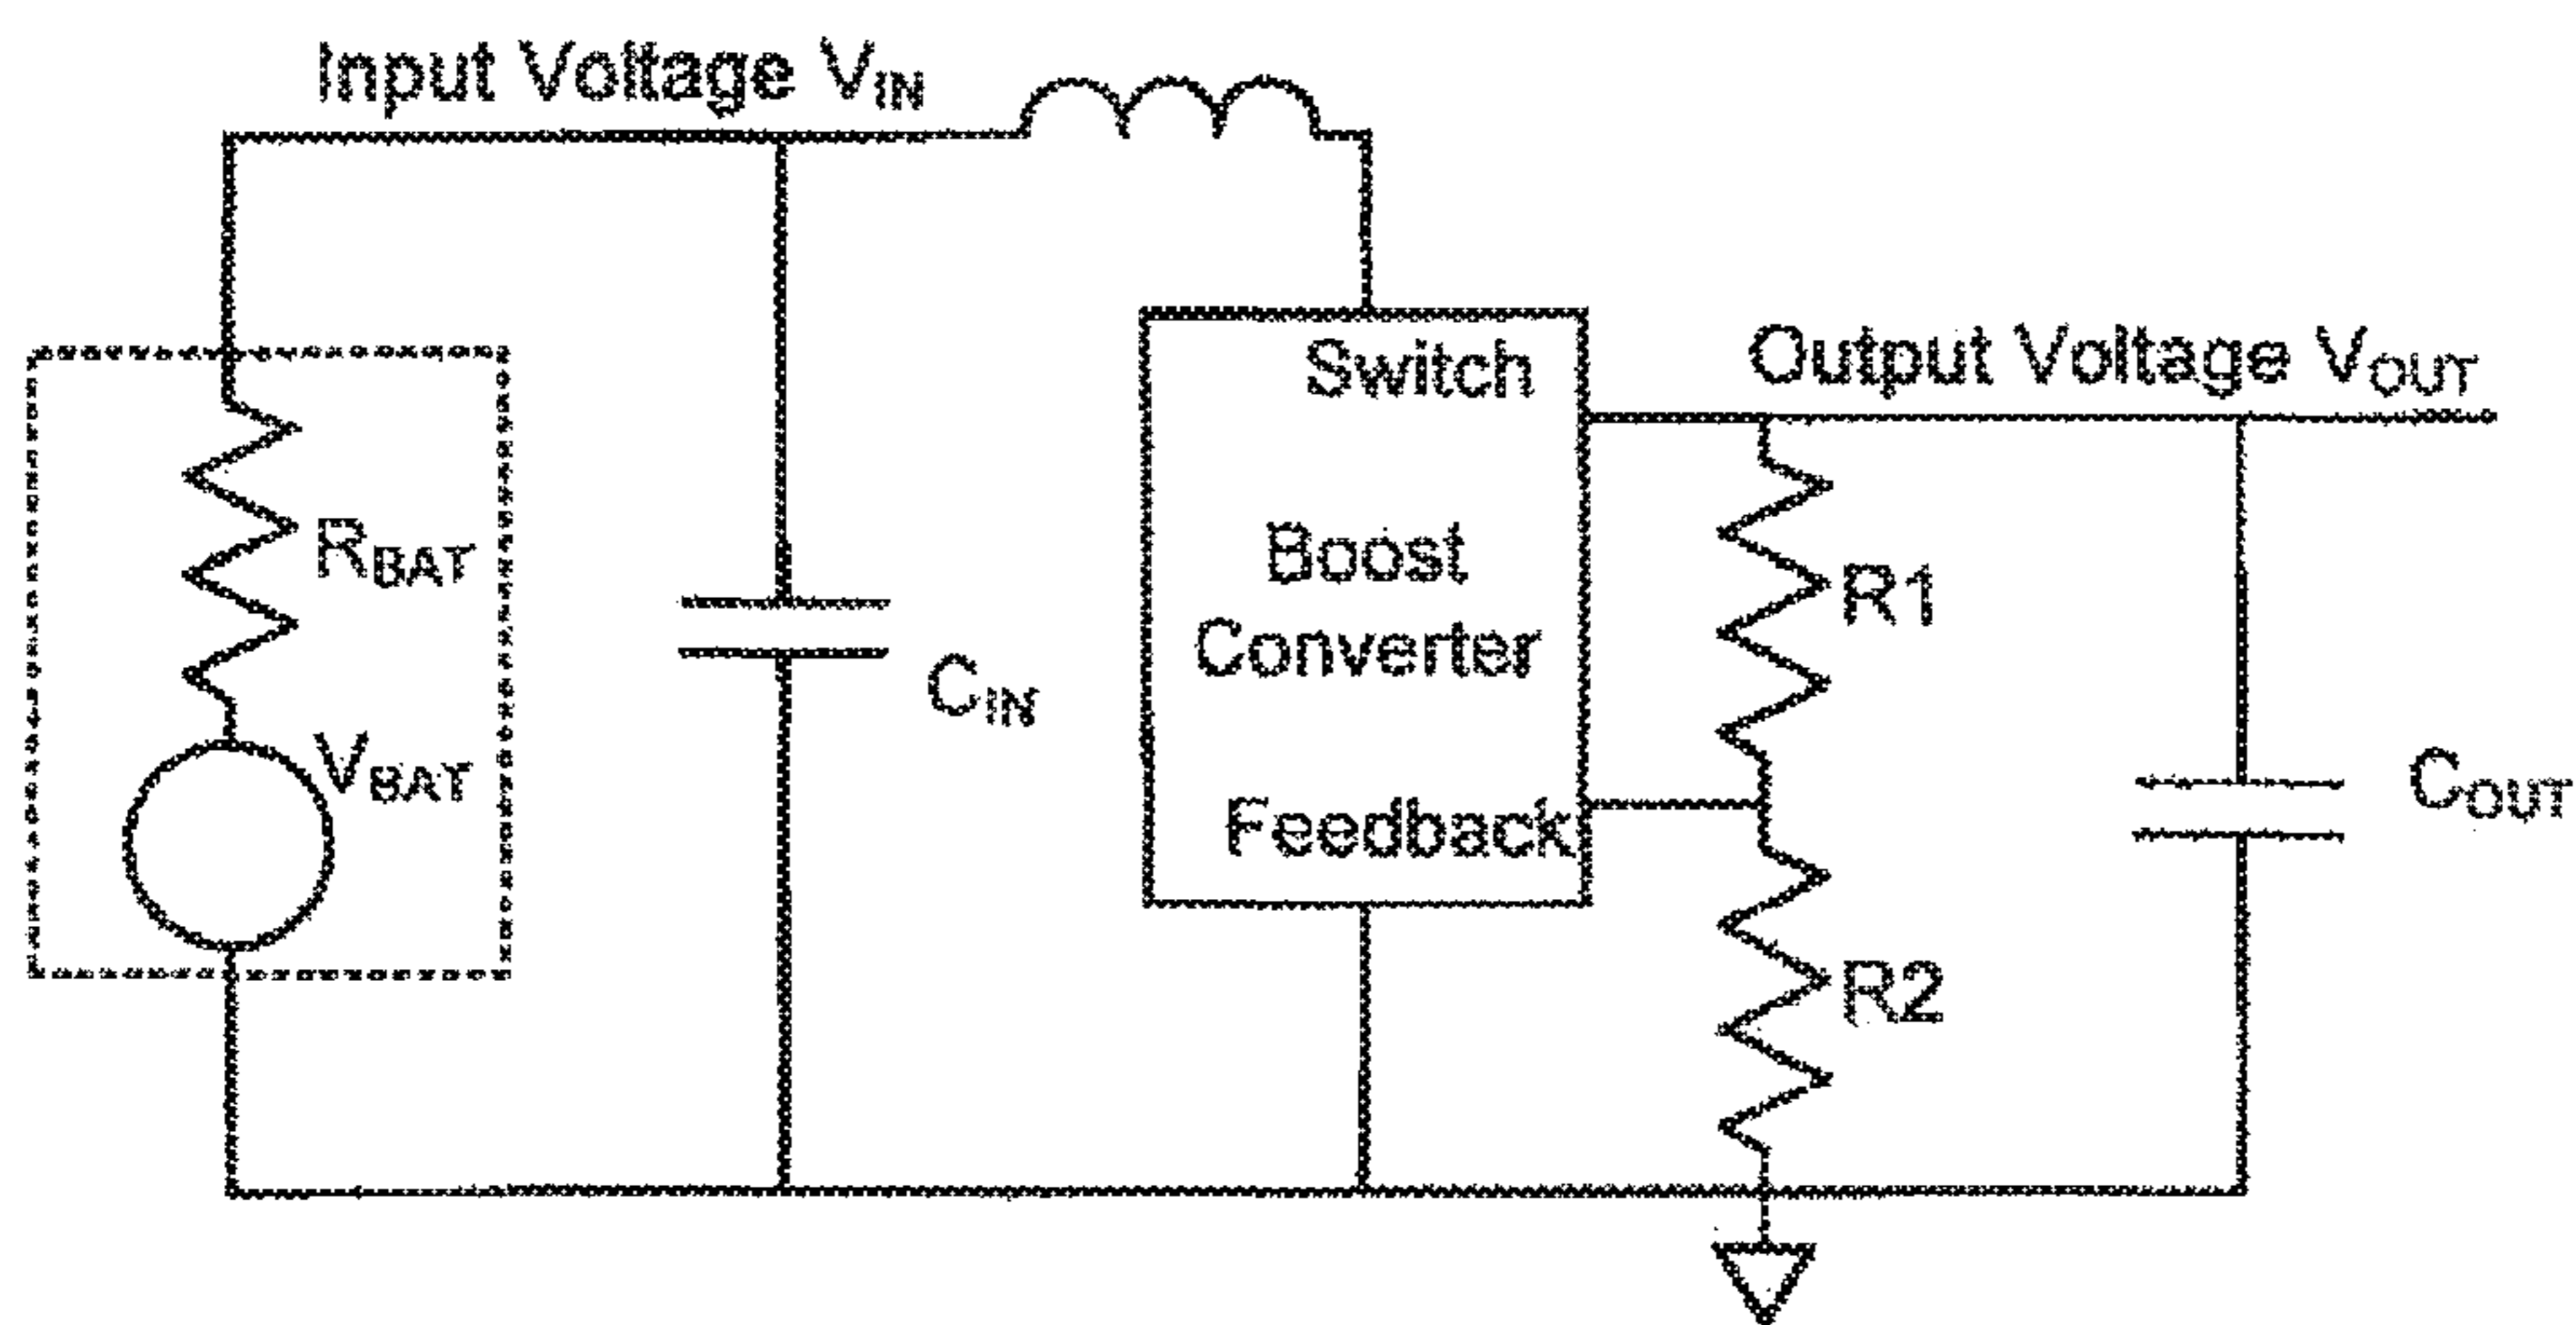 Input Voltage VIN
Switch
Output Voltage VOUT
RBAT
Boost
Converter
R1
CIN
VBAT
COUT
Feedback
R2